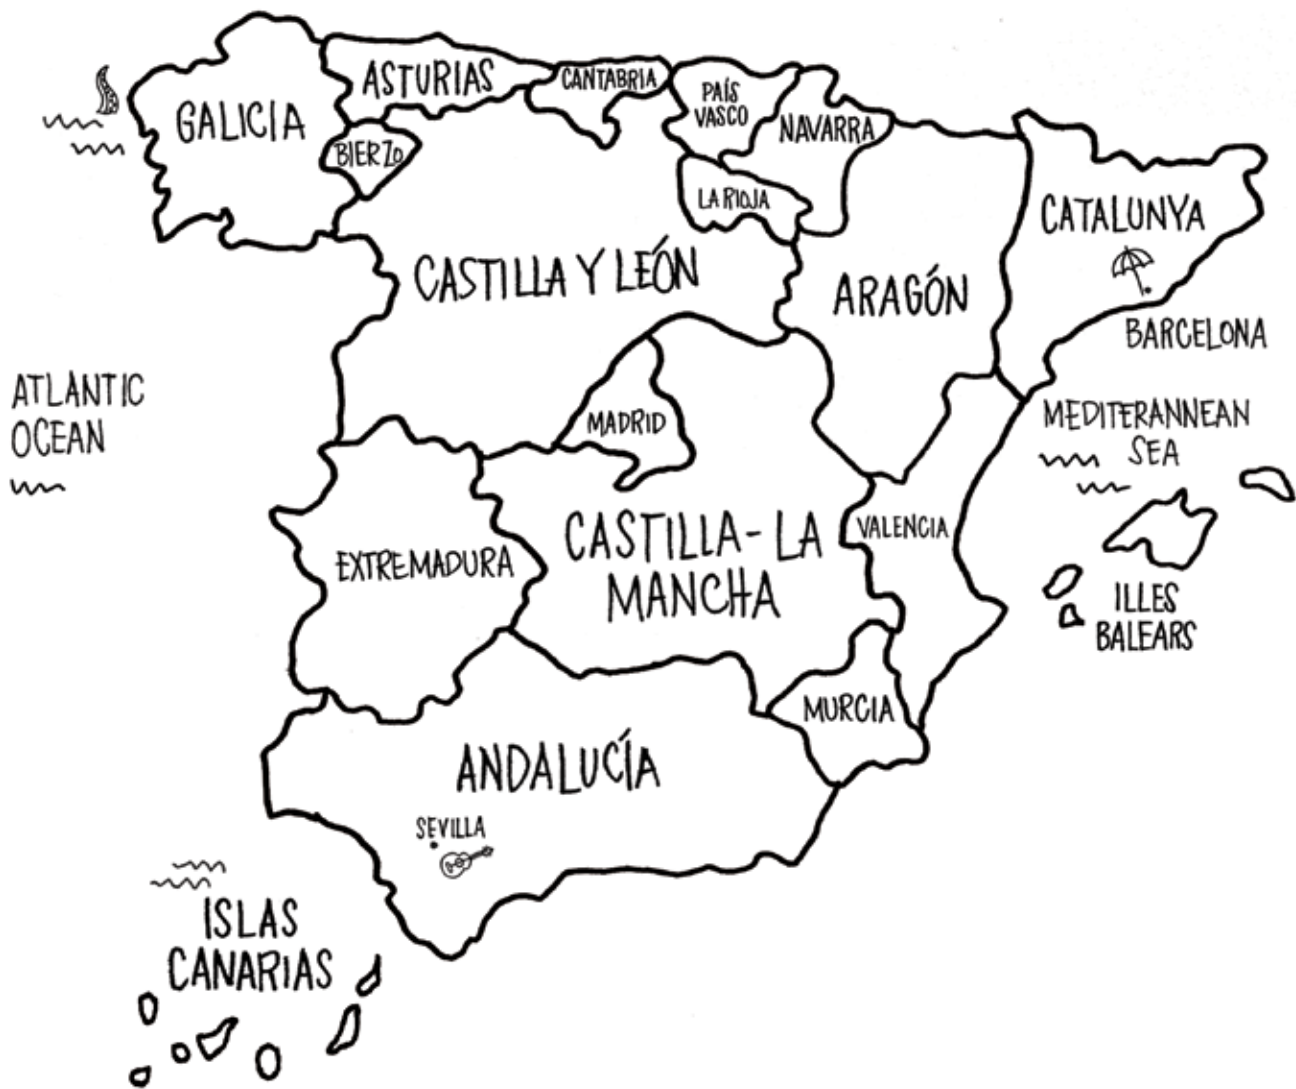 ASTURIAS
CANTABRIA
PAÍS
VASCO
GALICIA
NAVARRA
BIERZO
LA RIOJA
CATALUNYA
CASTILLA Y LEÓN
ARAGÓN
BARCELONA
ATLANTIC
OCEAN
MADRID
MEDITERANNEAN
SEA
VALENCIA
CASTILLA-LA
MANCHA
EXTREMADURA
ILLES
BALEARS
MURCIA
ANDALUCÍA
SEVILLA
ISLAS
CANARIAS